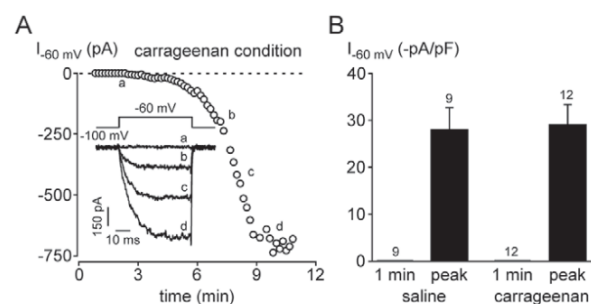 A
I-60 mV (pA) carrageenan condition
0
-250
-500
-750
a
b
c
d
-60 mV
-100 mV
a
b
c
d
150 pA
10 ms
0 3 6 9 12
time (min)
B
I-60 mV (-pA/pF)
40
30
20
10
0
9
9
12
12
1 min peak 1 min peak
saline carrageenan